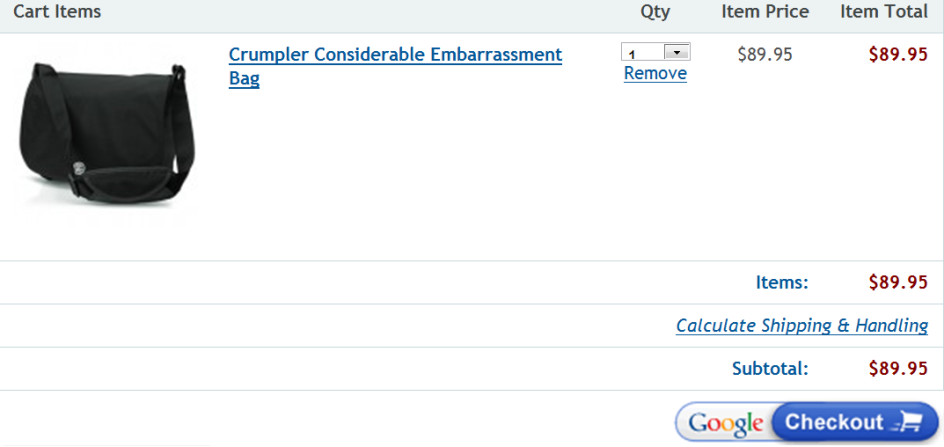 Cart Items Qty Item Price Item Total
Crumpler Considerable Embarrassment 1 $89.95 $89.95
Bag Remove
Items: $89.95
Calculate Shipping & Handling
Subtotal: $89.95
Google Checkout